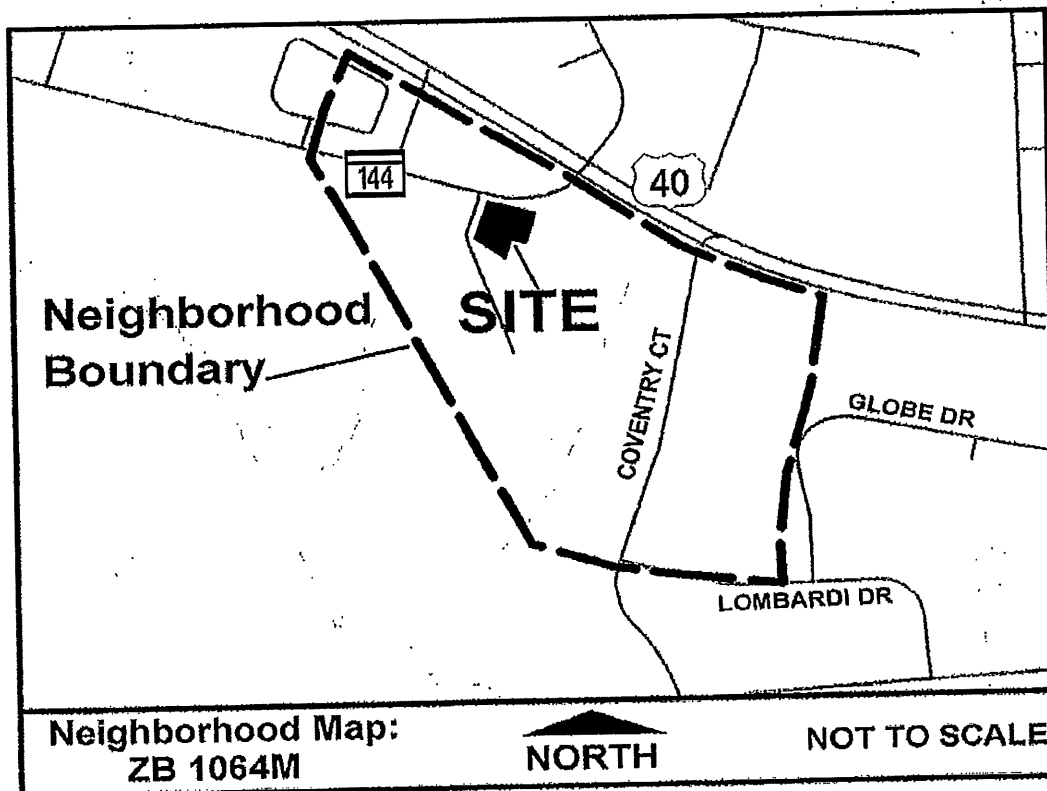 144
40
SITE
Neighborhood
Boundary
COVENTRY CT
GLOBE DR
LOMBARDI DR
Neighborhood Map:
ZB 1064M
NORTH
NOT TO SCALE